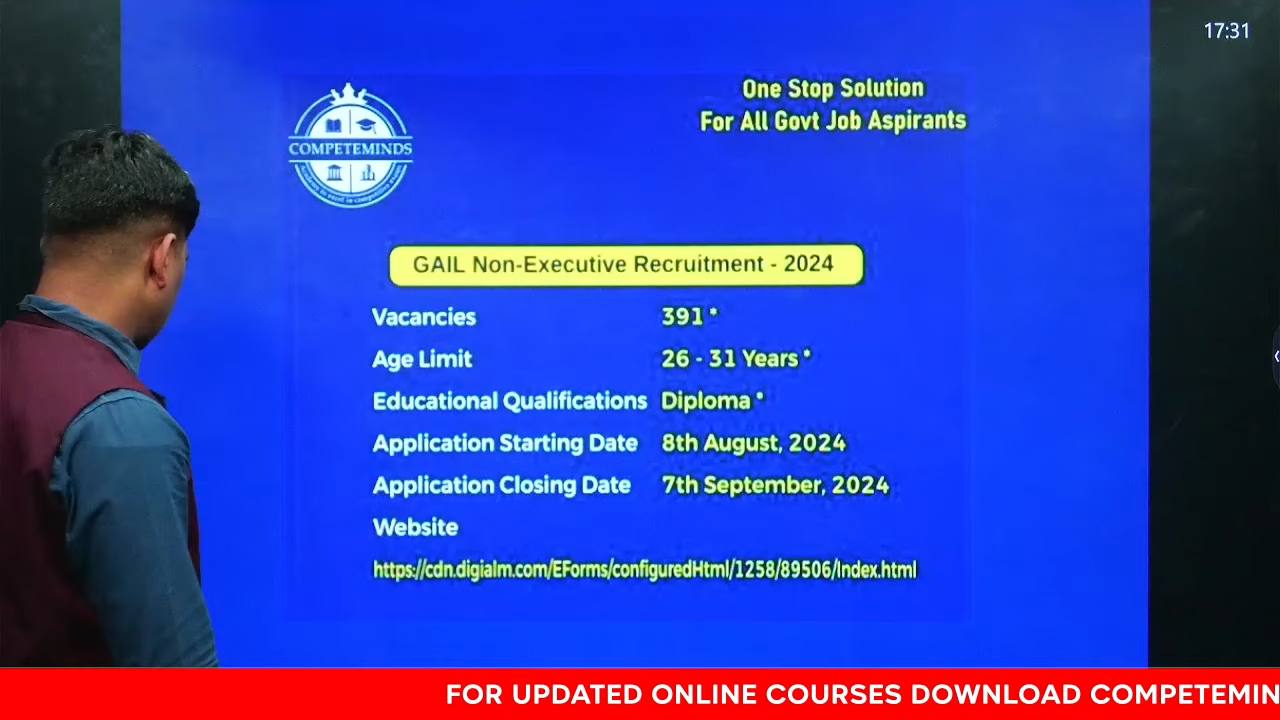 17:31
One Stop Solution
For All Govt Job Aspirants
COMPETEMINDS
GAIL Non-Executive Recruitment - 2024
Vacancies 391 *
Age Limit 26 - 31 Years *
Educational Qualifications Diploma *
Application Starting Date 8th August, 2024
Application Closing Date 7th September, 2024
Website
https://cdn.digialm.com/EForms/configuredHtml/1258/89506/Index.html
FOR UPDATED ONLINE COURSES DOWNLOAD COMPETEMIN